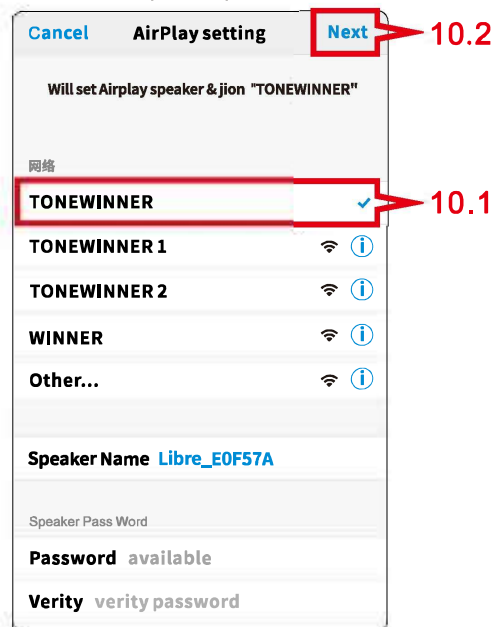 Cancel AirPlay setting Next 10.2
Will set Airplay speaker & jion "TONEWINNER"
网络
TONEWINNER 10.1
TONEWINNER 1
TONEWINNER 2
WINNER
Other...
Speaker Name Libre_E0F57A
Speaker Pass Word
Password available
Verity verity password